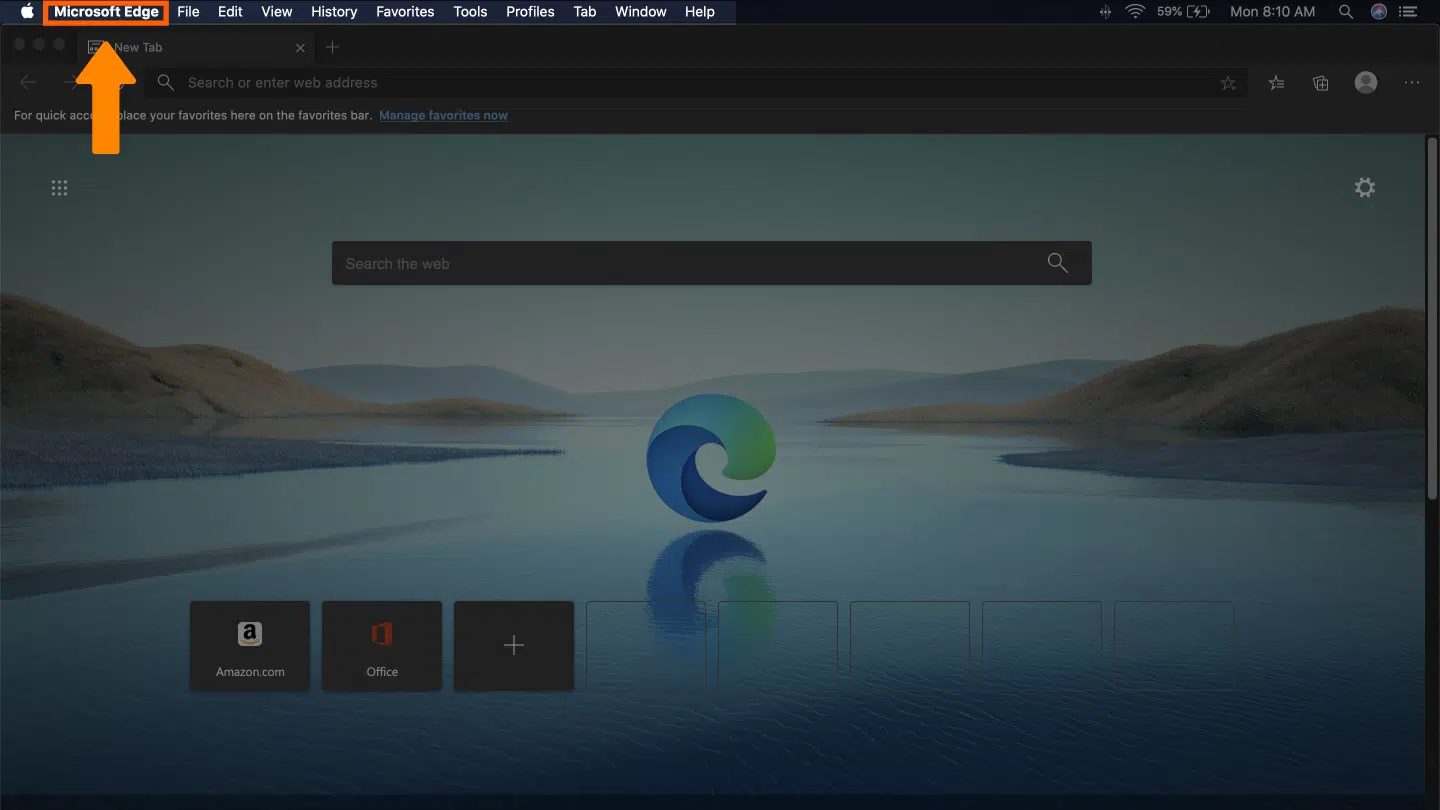 Microsoft Edge File Edit View History Favorites Tools Profiles Tab Window Help 59% Mon 8:10 AM
New Tab
Search or enter web address
For quick place your favorites here on the favorites bar. Manage favorites now
Search the web
a
Amazon.com Office